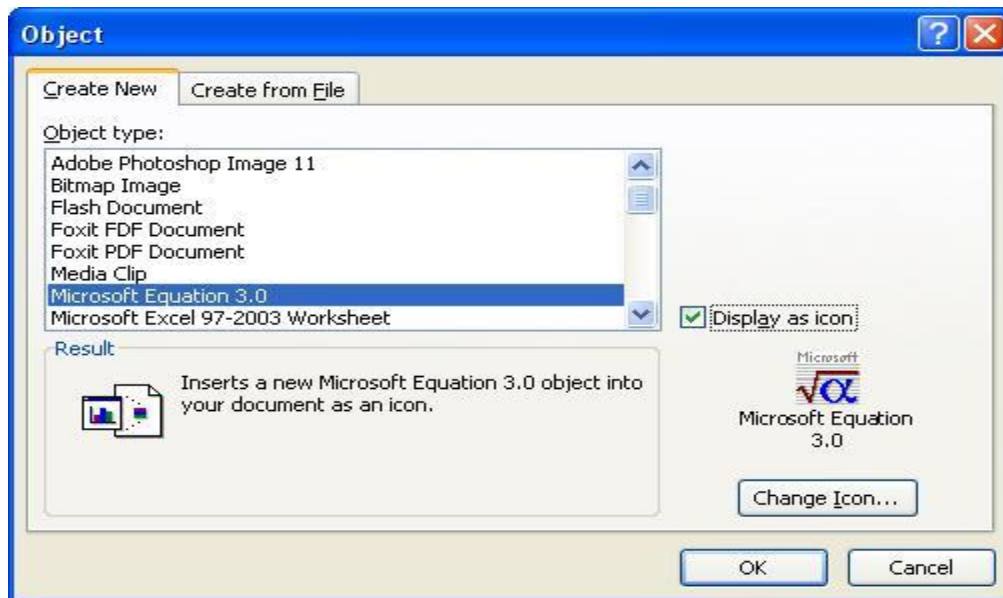 Object
Create New
Create from File
Object type:
Adobe Photoshop Image 11
Bitmap Image
Flash Document
Foxit FDF Document
Foxit PDF Document
Media Clip
Microsoft Equation 3.0
Microsoft Excel 97-2003 Worksheet
Display as icon
Result
Inserts a new Microsoft Equation 3.0 object into
your document as an icon.
Microsoft
√α
Microsoft Equation
3.0
Change Icon...
OK
Cancel